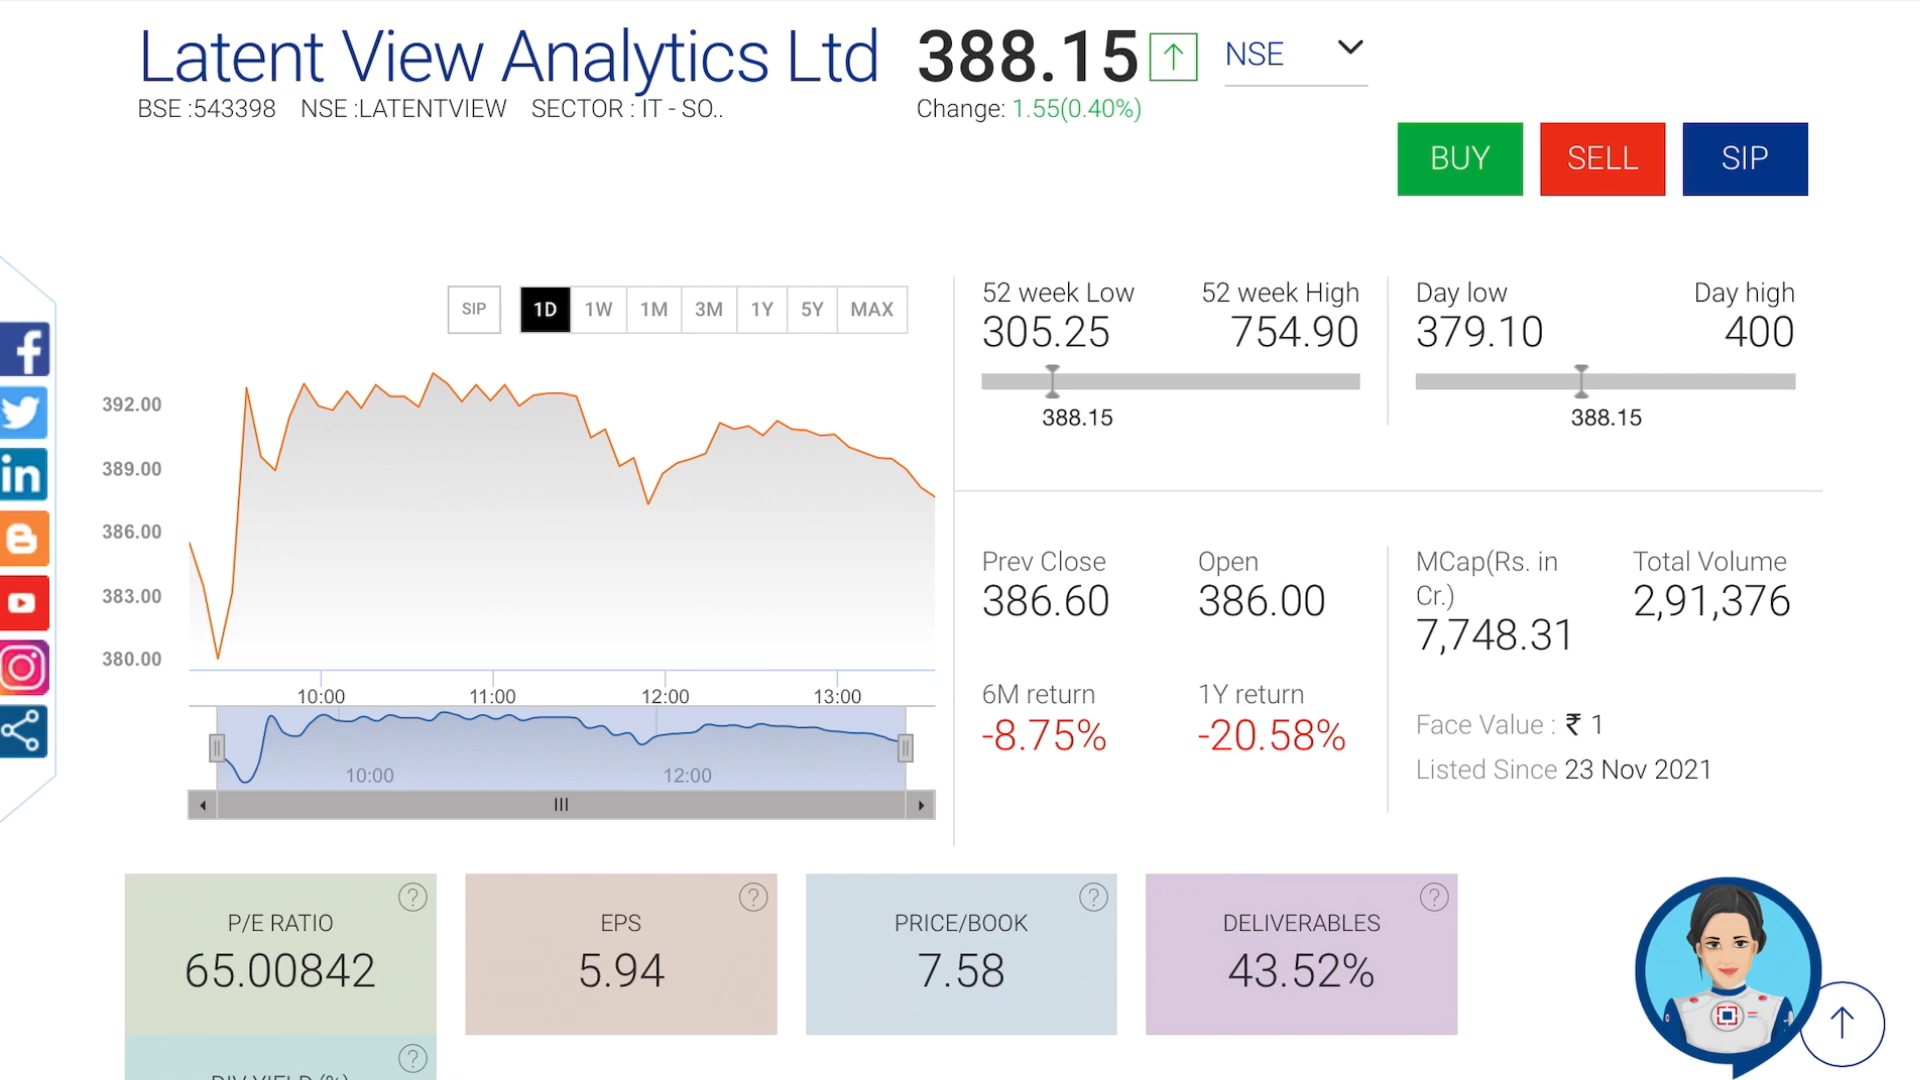 Latent View Analytics Ltd
388.15
NSE
BSE :543398 NSE :LATENTVIEW SECTOR : IT - SO..
Change: 1.55(0.40%)
BUY
SELL
SIP
SIP
1D
1W
1M
3M
1Y
5Y
MAX
392.00
389.00
386.00
383.00
380.00
10:00
11:00
12:00
13:00
10:00
12:00
52 week Low
305.25
52 week High
754.90
388.15
Day low
379.10
Day high
400
388.15
Prev Close
386.60
Open
386.00
MCap(Rs. in
Cr.)
7,748.31
Total Volume
2,91,376
6M return
-8.75%
1Y return
-20.58%
Face Value : ₹ 1
Listed Since 23 Nov 2021
P/E RATIO
65.00842
EPS
5.94
PRICE/BOOK
7.58
DELIVERABLES
43.52%
DIV YIELD (%)